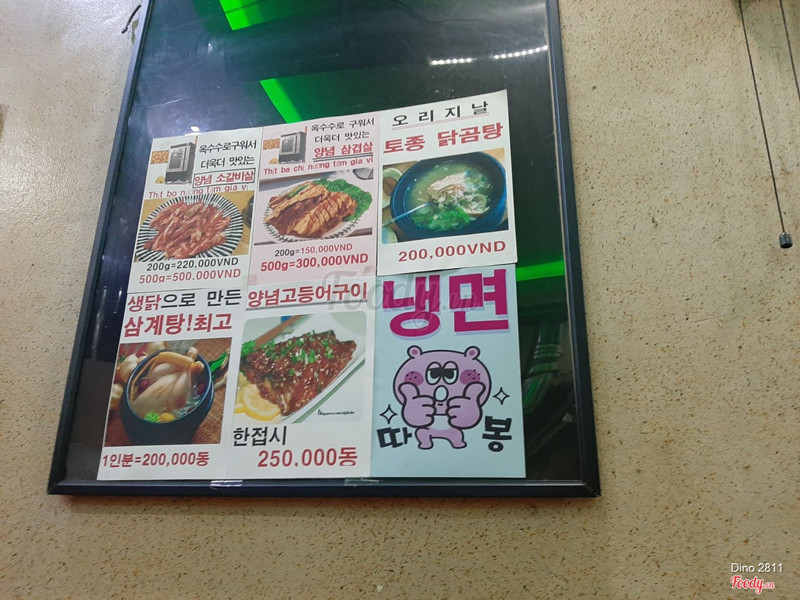 옥수수로구워서
더욱더 맛있는
양념 소갈비살
Thịt bò nướng tẩm gia vị
200g=220,000VND
500g=500,000VND
옥수수로 구워서
더욱더 맛있는
양념 삼겹살
Thịt ba chỉ nướng tẩm gia vị
200g=150,000VND
500g=300,000VND
오리지날
토종 닭곰탕
200,000VND
생닭으로 만든
삼계탕!최고
1인분=200,000동
양념고등어구이
한접시
250,000동
냉면
따봉
Foody.vn
Dino 2811
Foody.vn